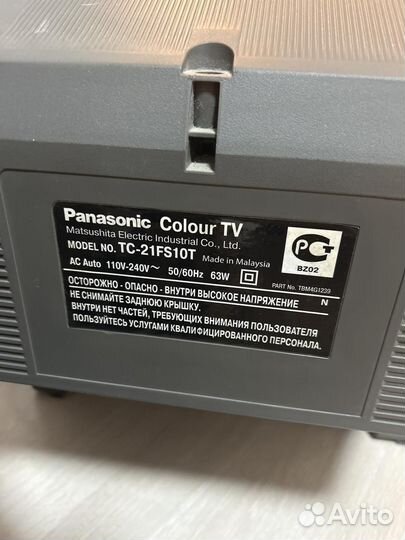 Panasonic Colour TV
Matsushita Electric Industrial Co., Ltd.
MODEL NO. TC-21FS10T Made in Malaysia
AC Auto 110V-240V~ 50/60Hz 63W
PCT
BZ02
PART No. TBM4G1239
ОСТОРОЖНО - ОПАСНО - ВНУТРИ ВЫСОКОЕ НАПРЯЖЕНИЕ N
НЕ СНИМАЙТЕ ЗАДНЮЮ КРЫШКУ.
ВНУТРИ НЕТ ЧАСТЕЙ, ТРЕБУЮЩИХ ВНИМАНИЯ ПОЛЬЗОВАТЕЛЯ
ПОЛЬЗУЙТЕСЬ УСЛУГАМИ КВАЛИФИЦИРОВАННОГО ПЕРСОНАЛА.
Avito